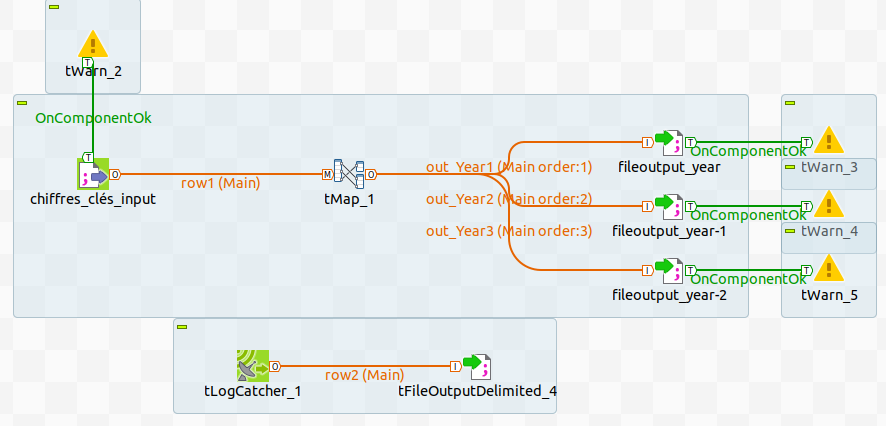 tWarn_2
OnComponentOk
chiffres_clés_input
row1 (Main)
tMap_1
out_Year1 (Main order:1)
fileoutput_year
OnComponentOk
tWarn_3
out_Year2 (Main order:2)
fileoutput_year-1
OnComponentOk
tWarn_4
out_Year3 (Main order:3)
fileoutput_year-2
OnComponentOk
tWarn_5
tLogCatcher_1
row2 (Main)
tFileOutputDelimited_4